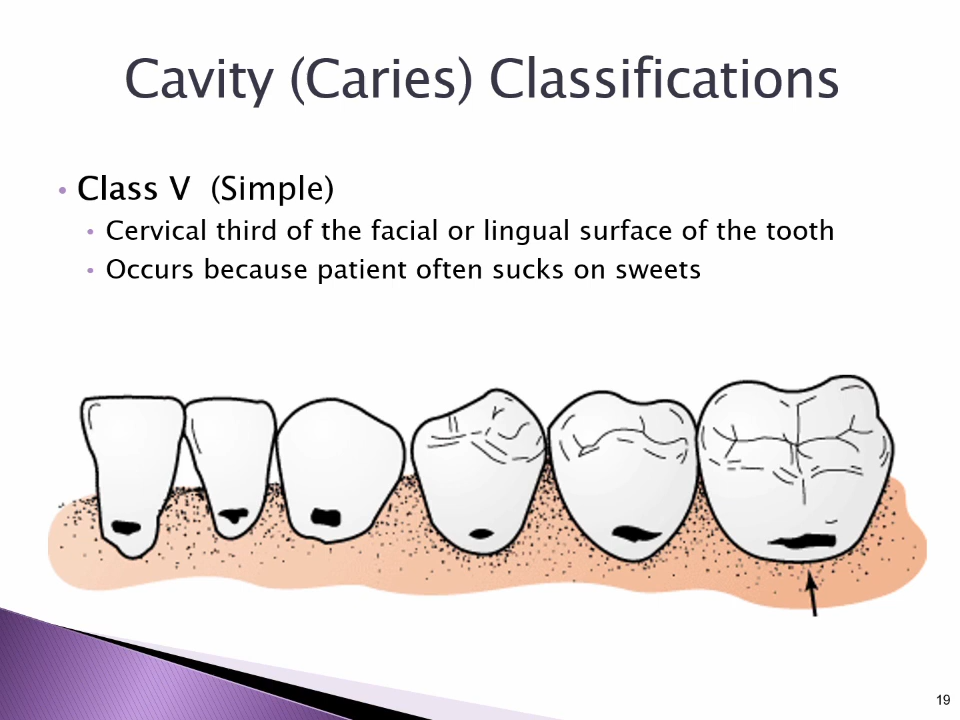 Cavity (Caries) Classifications
• Class V (Simple)
• Cervical third of the facial or lingual surface of the tooth
• Occurs because patient often sucks on sweets
19